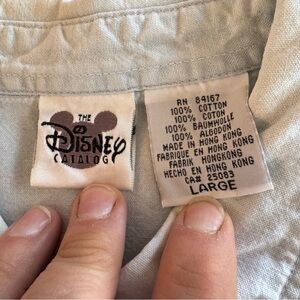 THE
Disney
CATALOG
RN 84167
100% COTTON
100% COTON
100% BAUMWOLLE
100% ALGODON
MADE IN HONG KONG
FABRIQUE EN HONG KONG
FABRIK HONGKONG
HECHO EN HONG KONG
CA# 25083
LARGE